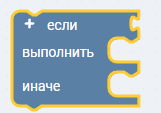 + если
выполнить
иначе